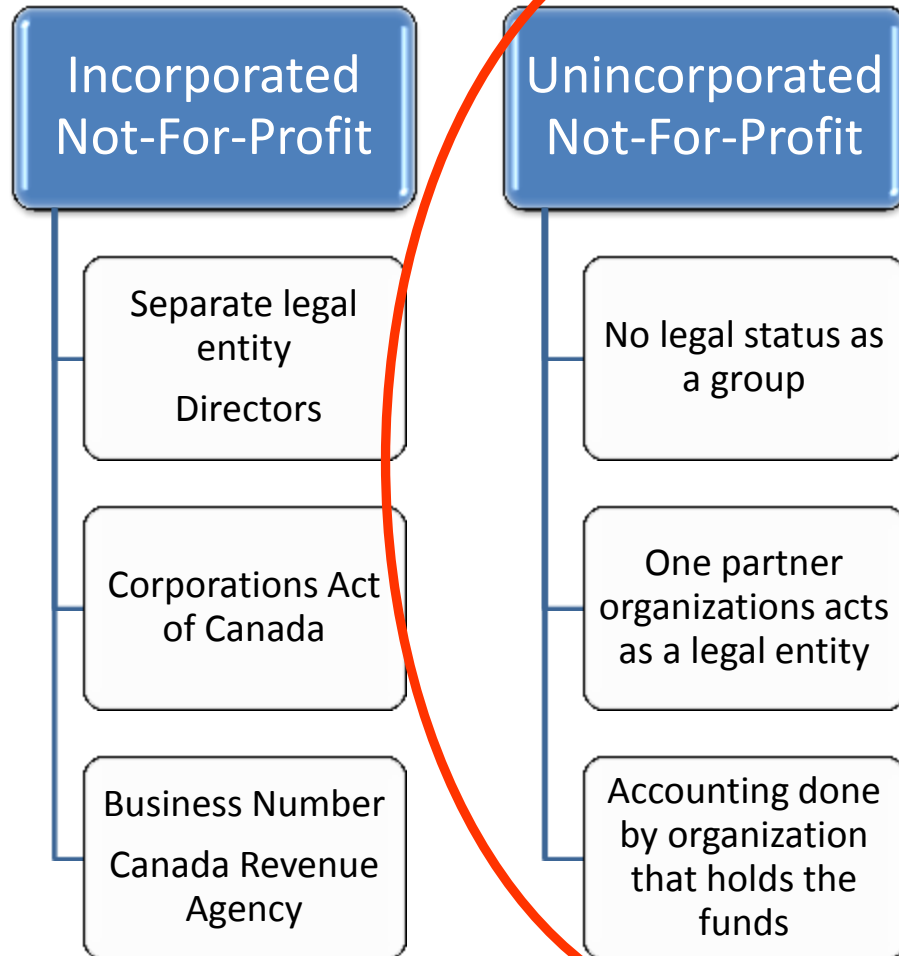 Incorporated
Not-For-Profit
Separate legal
entity
Directors
Corporations Act
of Canada
Business Number
Canada Revenue
Agency
Unincorporated
Not-For-Profit
No legal status as
a group
One partner
organizations acts
as a legal entity
Accounting done
by organization
that holds the
funds